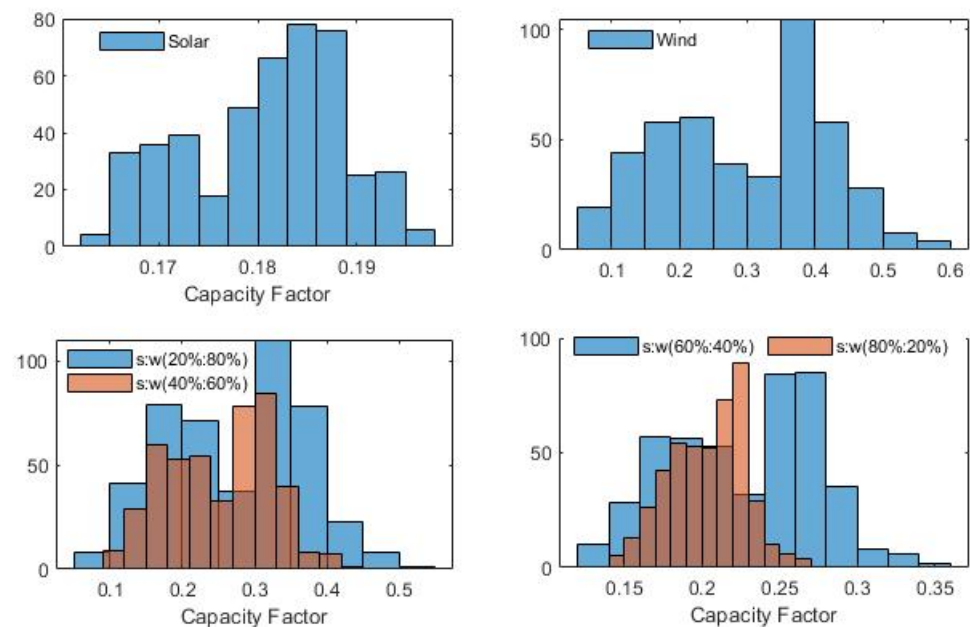 80
60
40
20
0
Solar
0.17 0.18 0.19
Capacity Factor
100
50
0
Wind
0.1 0.2 0.3 0.4 0.5 0.6
100
50
0
s:w(20%:80%)
s:w(40%:60%)
0.1 0.2 0.3 0.4 0.5
Capacity Factor
100
50
0
s:w(60%:40%) s:w(80%:20%)
0.15 0.2 0.25 0.3 0.35
Capacity Factor